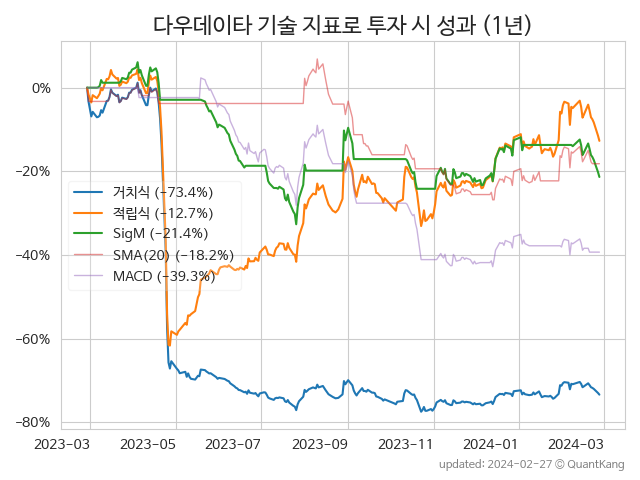 다우데이타 기술 지표로 투자 시 성과 (1년)
0%
−20%
−40%
−60%
−80%
거치식 (−73.4%)
적립식 (−12.7%)
SigM (−21.4%)
SMA(20) (−18.2%)
MACD (−39.3%)
2023-03 2023-05 2023-07 2023-09 2023-11 2024-01 2024-03
updated: 2024-02-27 © QuantKang